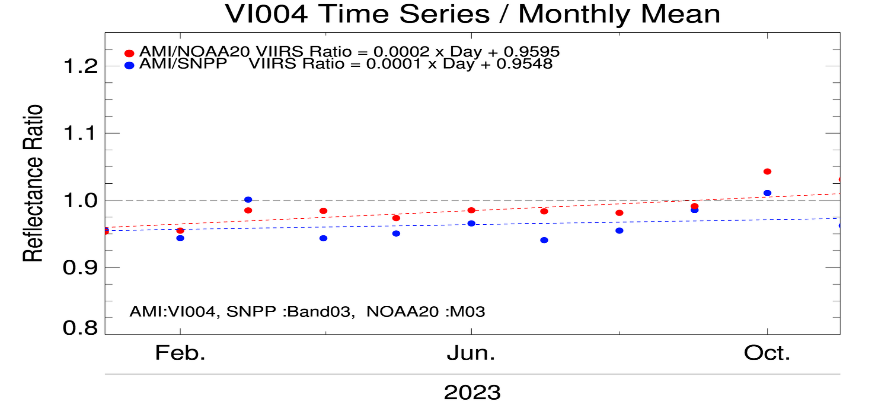 VI004 Time Series / Monthly Mean
AMI/NOAA20 VIIRS Ratio = 0.0002 x Day + 0.9595
AMI/SNPP VIIRS Ratio = 0.0001 x Day + 0.9548
Reflectance Ratio
1.2
1.1
1.0
0.9
0.8
AMI:VI004, SNPP :Band03, NOAA20 :M03
Feb. Jun. Oct.
2023